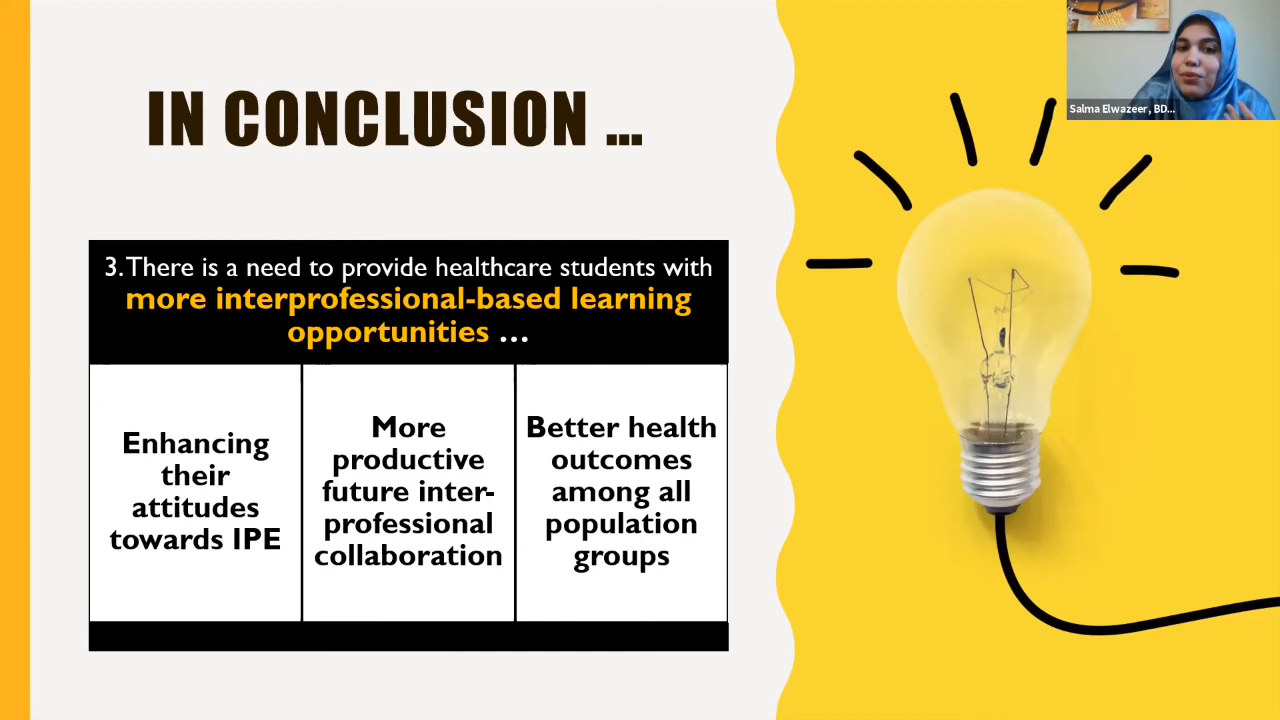 IN CONCLUSION ...
Salma Elwazeer, BD...
3. There is a need to provide healthcare students with
more interprofessional-based learning
opportunities ...
Enhancing
their
attitudes
towards IPE
More
productive
future inter-
professional
collaboration
Better health
outcomes
among all
population
groups